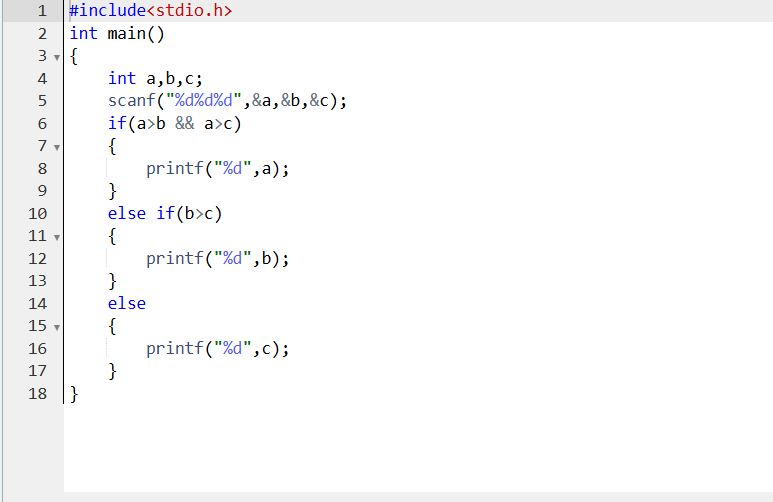 1 #include<stdio.h>
2 int main()
3 {
4     int a,b,c;
5     scanf("%d%d%d",&a,&b,&c);
6     if(a>b && a>c)
7     {
8         printf("%d",a);
9     }
10     else if(b>c)
11     {
12         printf("%d",b);
13     }
14     else
15     {
16         printf("%d",c);
17     }
18 }